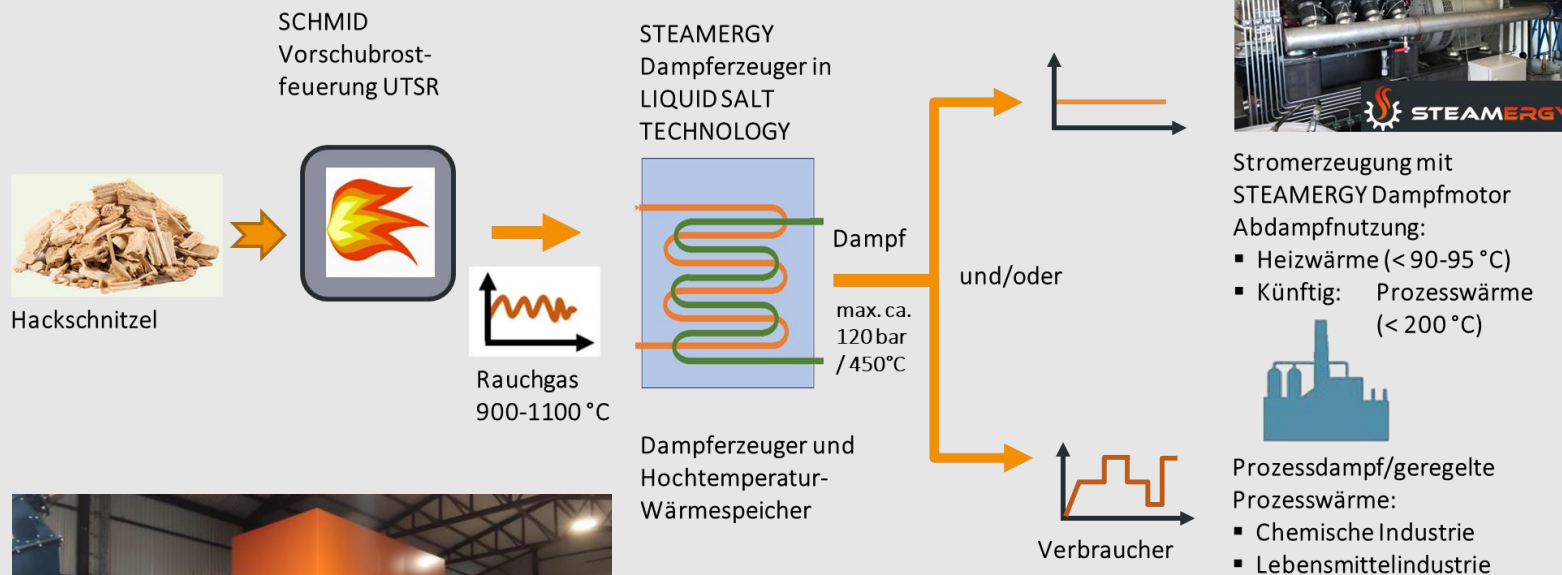 SCHMID
Vorschubrost-
feuerung UTSR
Hackschnitzel
Rauchgas
900-1100 °C
STEAMERGY
Dampferzeuger in
LIQUID SALT
TECHNOLOGY
Dampf
max. ca.
120 bar
/ 450°C
Dampferzeuger und
Hochtemperatur-
Wärmespeicher
und/oder
Verbraucher
STEAMERGY
Stromerzeugung mit
STEAMERGY Dampfmotor
Abdampfnutzung:
▪ Heizwärme (< 90-95 °C)
▪ Künftig: Prozesswärme
(< 200 °C)
Prozessdampf/geregelte
Prozesswärme:
▪ Chemische Industrie
▪ Lebensmittelindustrie